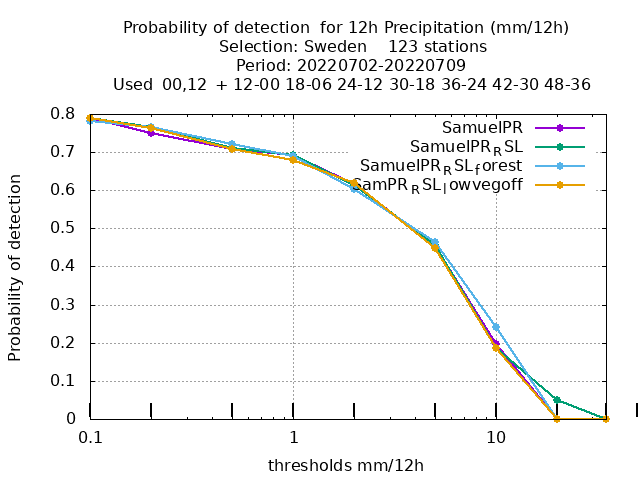 Probability of detection  for 12h Precipitation (mm/12h)
Selection: Sweden    123 stations
Period: 20220702-20220709
Used  00,12  + 12-00 18-06 24-12 30-18 36-24 42-30 48-36
SamuelPR
SamuelPR_RSL
SamuelPR_RSL_forest
SamPR_RSL_lowvegoff
Probability of detection
0.8
0.7
0.6
0.5
0.4
0.3
0.2
0.1
0
0.1 1 10
thresholds mm/12h